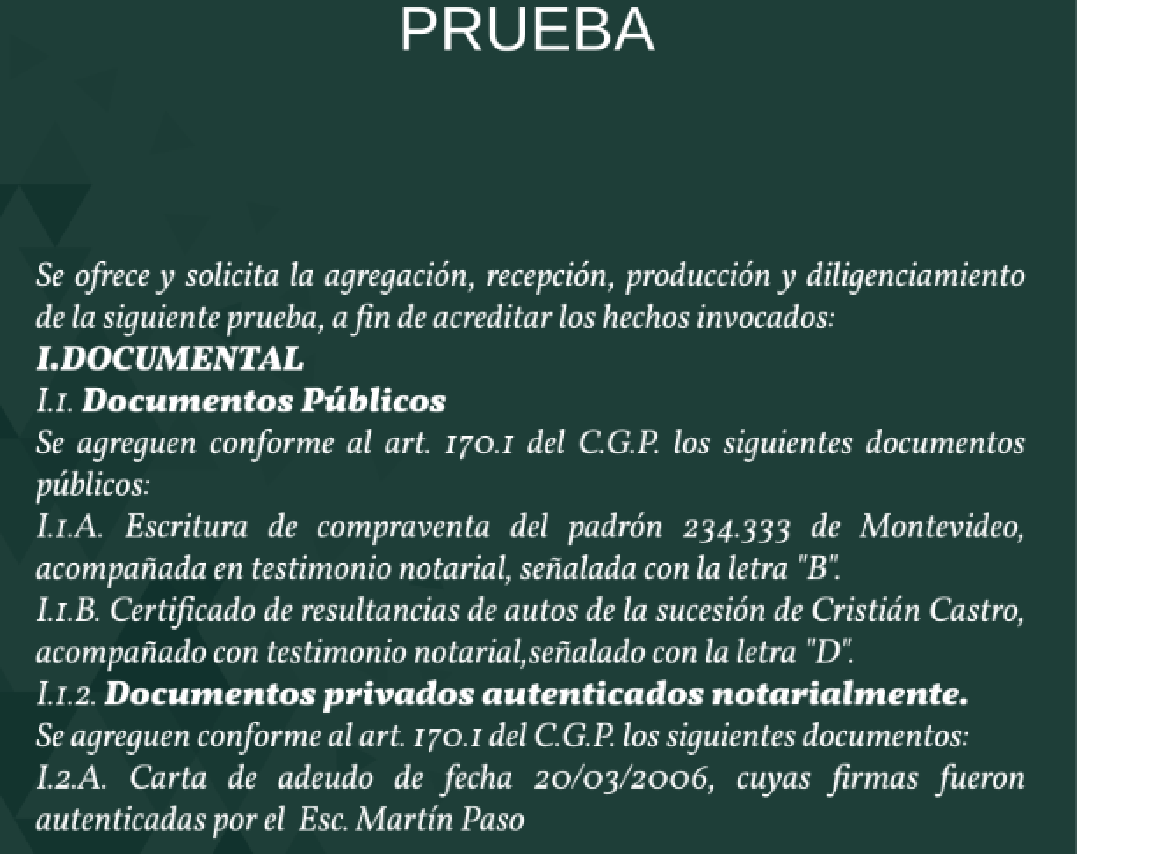 PRUEBA
Se ofrece y solicita la agregación, recepción, producción y diligenciamiento
de la siguiente prueba, a fin de acreditar los hechos invocados:
I.DOCUMENTAL
I.1. Documentos Públicos
Se agreguen conforme al art. 170.1 del C.G.P. los siguientes documentos
públicos:
I.1.A. Escritura de compraventa del padrón 234.333 de Montevideo,
acompañada en testimonio notarial, señalada con la letra "B".
I.1.B. Certificado de resultancias de autos de la sucesión de Cristián Castro,
acompañado con testimonio notarial,señalado con la letra "D".
I.1.2. Documentos privados autenticados notarialmente.
Se agreguen conforme al art. 170.1 del C.G.P. los siguientes documentos:
I.2.A. Carta de adeudo de fecha 20/03/2006, cuyas firmas fueron
autenticadas por el  Esc. Martín Paso